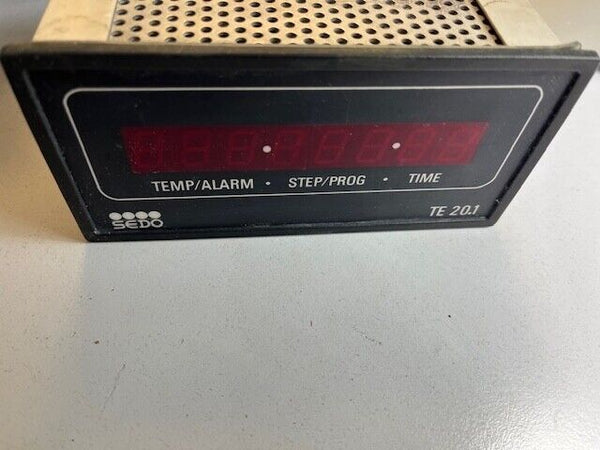 TEMP/ALARM • STEP/PROG • TIME
SEDO
TE 20.1